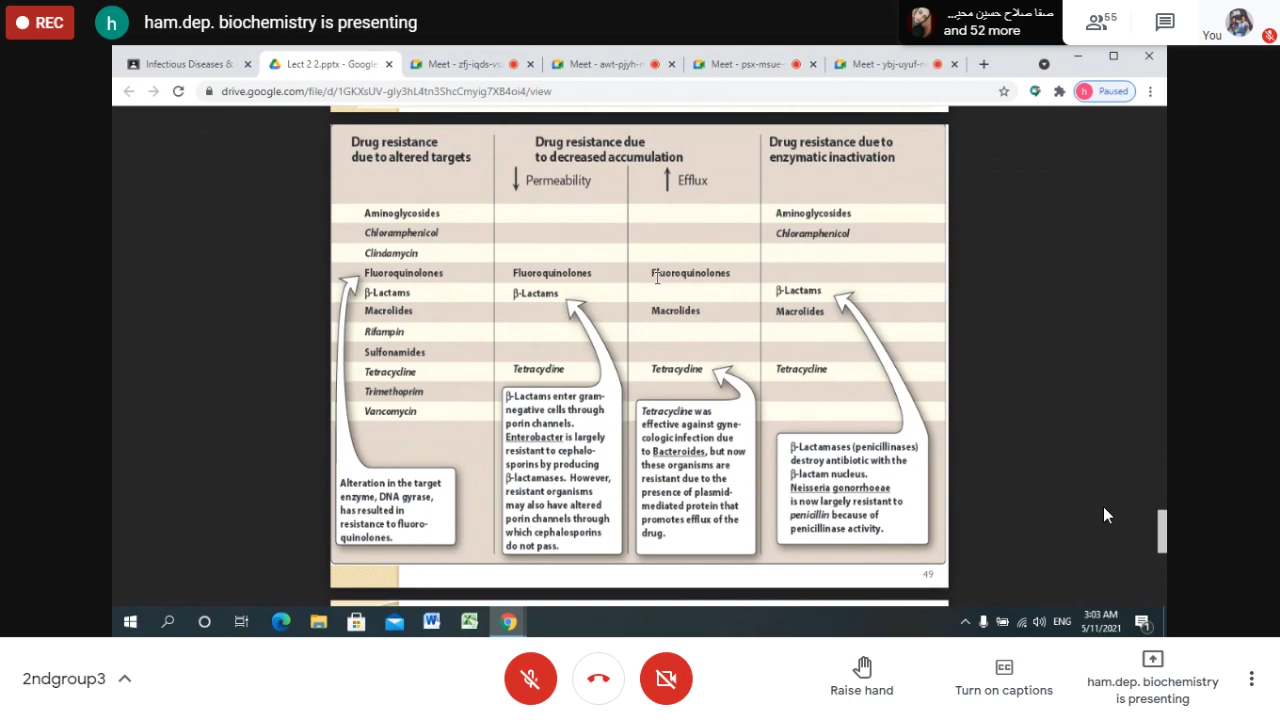 REC
h
ham.dep. biochemistry is presenting
صفا صلاح حسين محيـ...
and 52 more
55
You
Infectious Diseases &
Lect 2 2.pptx - Google
Meet - zfj-iqds-vs
Meet - awt-pjyh-
Meet - psx-msue-
Meet - ybj-uyuf-
drive.google.com/file/d/1GKXsUV-gIy3hL4tn3ShcCmyig7XB4oi4/view
h Paused
Drug resistance
due to altered targets
Drug resistance due
to decreased accumulation
↓ Permeability
↑ Efflux
Drug resistance due to
enzymatic inactivation
Aminoglycosides
Chloramphenicol
Clindamycin
Fluoroquinolones
β-Lactams
Macrolides
Rifampin
Sulfonamides
Tetracycline
Trimethoprim
Vancomycin
Alteration in the target
enzyme, DNA gyrase,
has resulted in
resistance to fluoro-
quinolones.
Fluoroquinolones
β-Lactams
Tetracycline
β-Lactams enter gram-
negative cells through
porin channels.
Enterobacter is largely
resistant to cephalo-
sporins by producing
β-lactamases. However,
resistant organisms
may also have altered
porin channels through
which cephalosporins
do not pass.
Fluoroquinolones
Macrolides
Tetracycline
Tetracycline was
effective against gyne-
cologic infection due
to Bacteroides, but now
these organisms are
resistant due to the
presence of plasmid-
mediated protein that
promotes efflux of the
drug.
Aminoglycosides
Chloramphenicol
β-Lactams
Macrolides
Tetracycline
β-Lactamases (penicillinases)
destroy antibiotic with the
β-lactam nucleus.
Neisseria gonorrhoeae
is now largely resistant to
penicillin because of
penicillinase activity.
49
ENG
3:03 AM
5/11/2021
1
2ndgroup3
Raise hand
CC
Turn on captions
ham.dep. biochemistry
is presenting